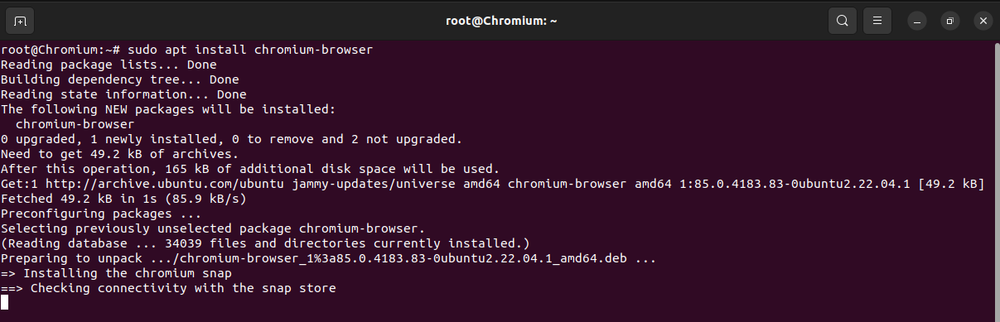 root@Chromium: ~
root@Chromium:~# sudo apt install chromium-browser
Reading package lists... Done
Building dependency tree... Done
Reading state information... Done
The following NEW packages will be installed:
  chromium-browser
0 upgraded, 1 newly installed, 0 to remove and 2 not upgraded.
Need to get 49.2 kB of archives.
After this operation, 165 kB of additional disk space will be used.
Get:1 http://archive.ubuntu.com/ubuntu jammy-updates/universe amd64 chromium-browser amd64 1:85.0.4183.83-0ubuntu2.22.04.1 [49.2 kB]
Fetched 49.2 kB in 1s (85.9 kB/s)
Preconfiguring packages ...
Selecting previously unselected package chromium-browser.
(Reading database ... 34039 files and directories currently installed.)
Preparing to unpack .../chromium-browser_1%3a85.0.4183.83-0ubuntu2.22.04.1_amd64.deb ...
=> Installing the chromium snap
==> Checking connectivity with the snap store